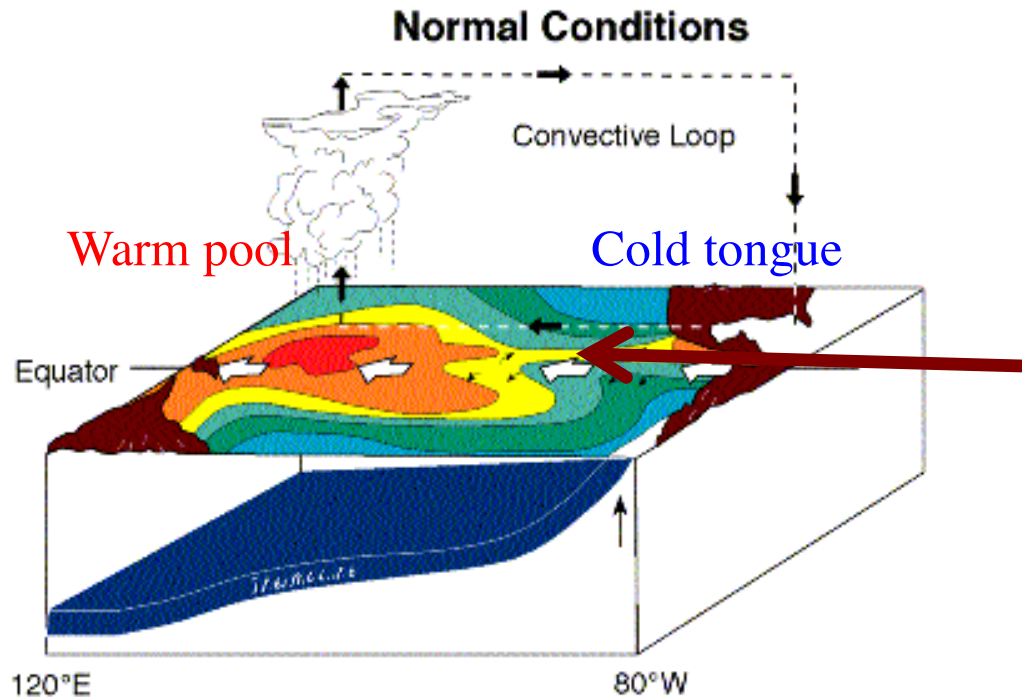 Normal Conditions
Convective Loop
Warm pool
Cold tongue
Equator
120°E
80°W